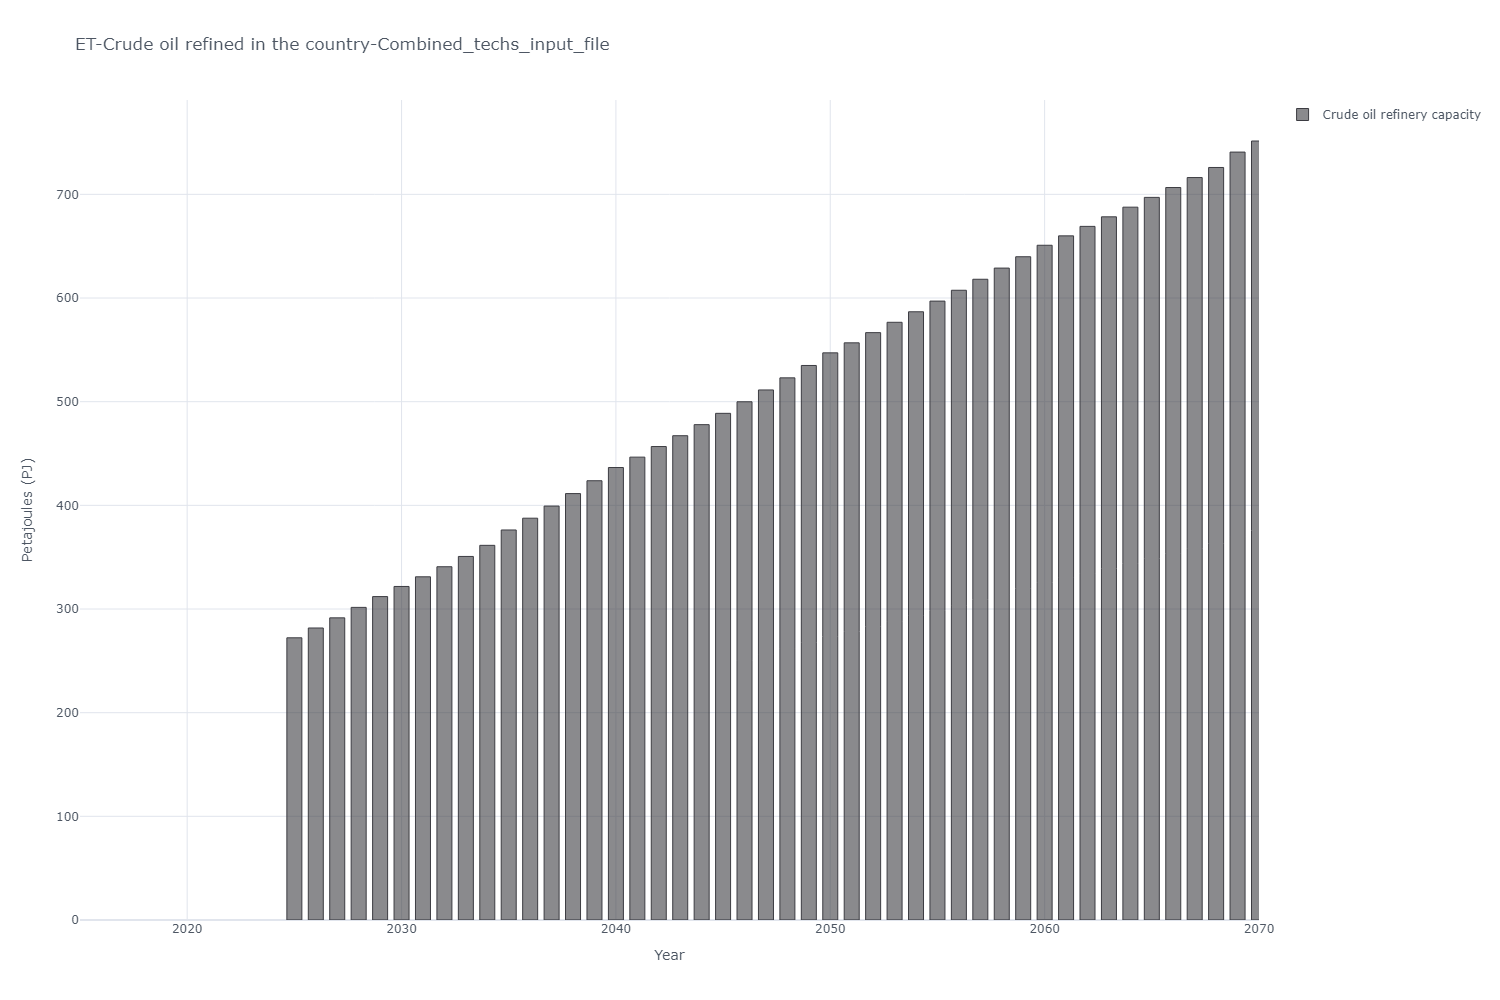 ET-Crude oil refined in the country-Combined_techs_input_file
Crude oil refinery capacity
700
600
500
400
300
200
100
0
Petajoules (PJ)
2020 2030 2040 2050 2060 2070
Year